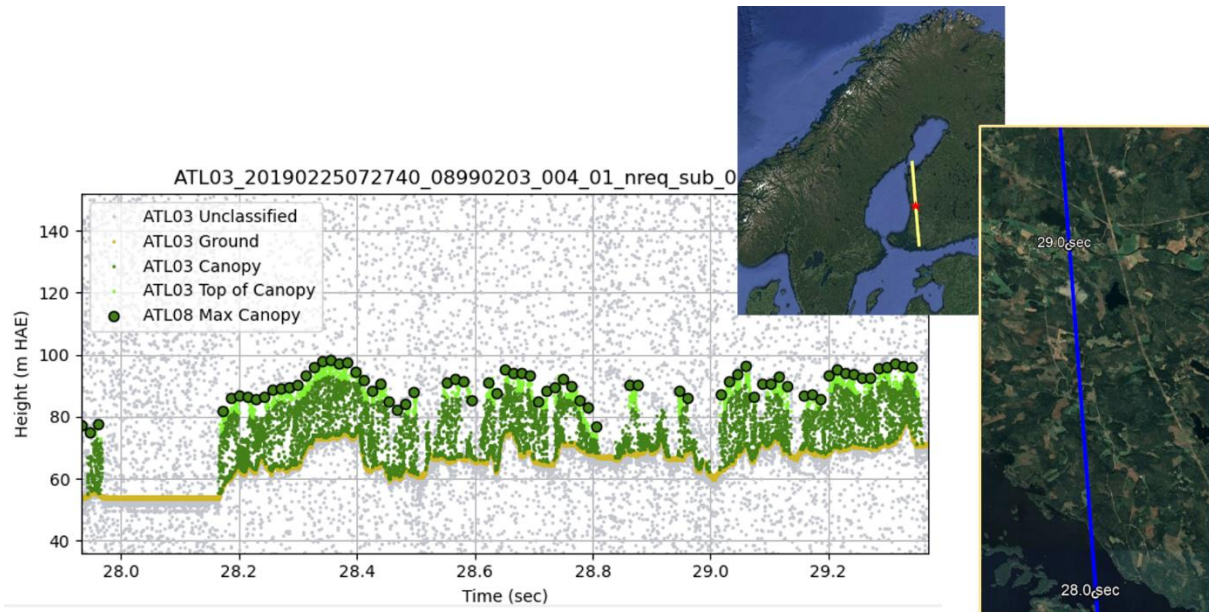 ATL03_20190225072740_08990203_004_01_nreq_sub_0
ATL03 Unclassified
ATL03 Ground
ATL03 Canopy
ATL03 Top of Canopy
ATL08 Max Canopy
Height (m HAE)
140
120
100
80
60
40
28.0
28.2
28.4
28.6
28.8
29.0
29.2
Time (sec)
29.0 sec
28.0 sec